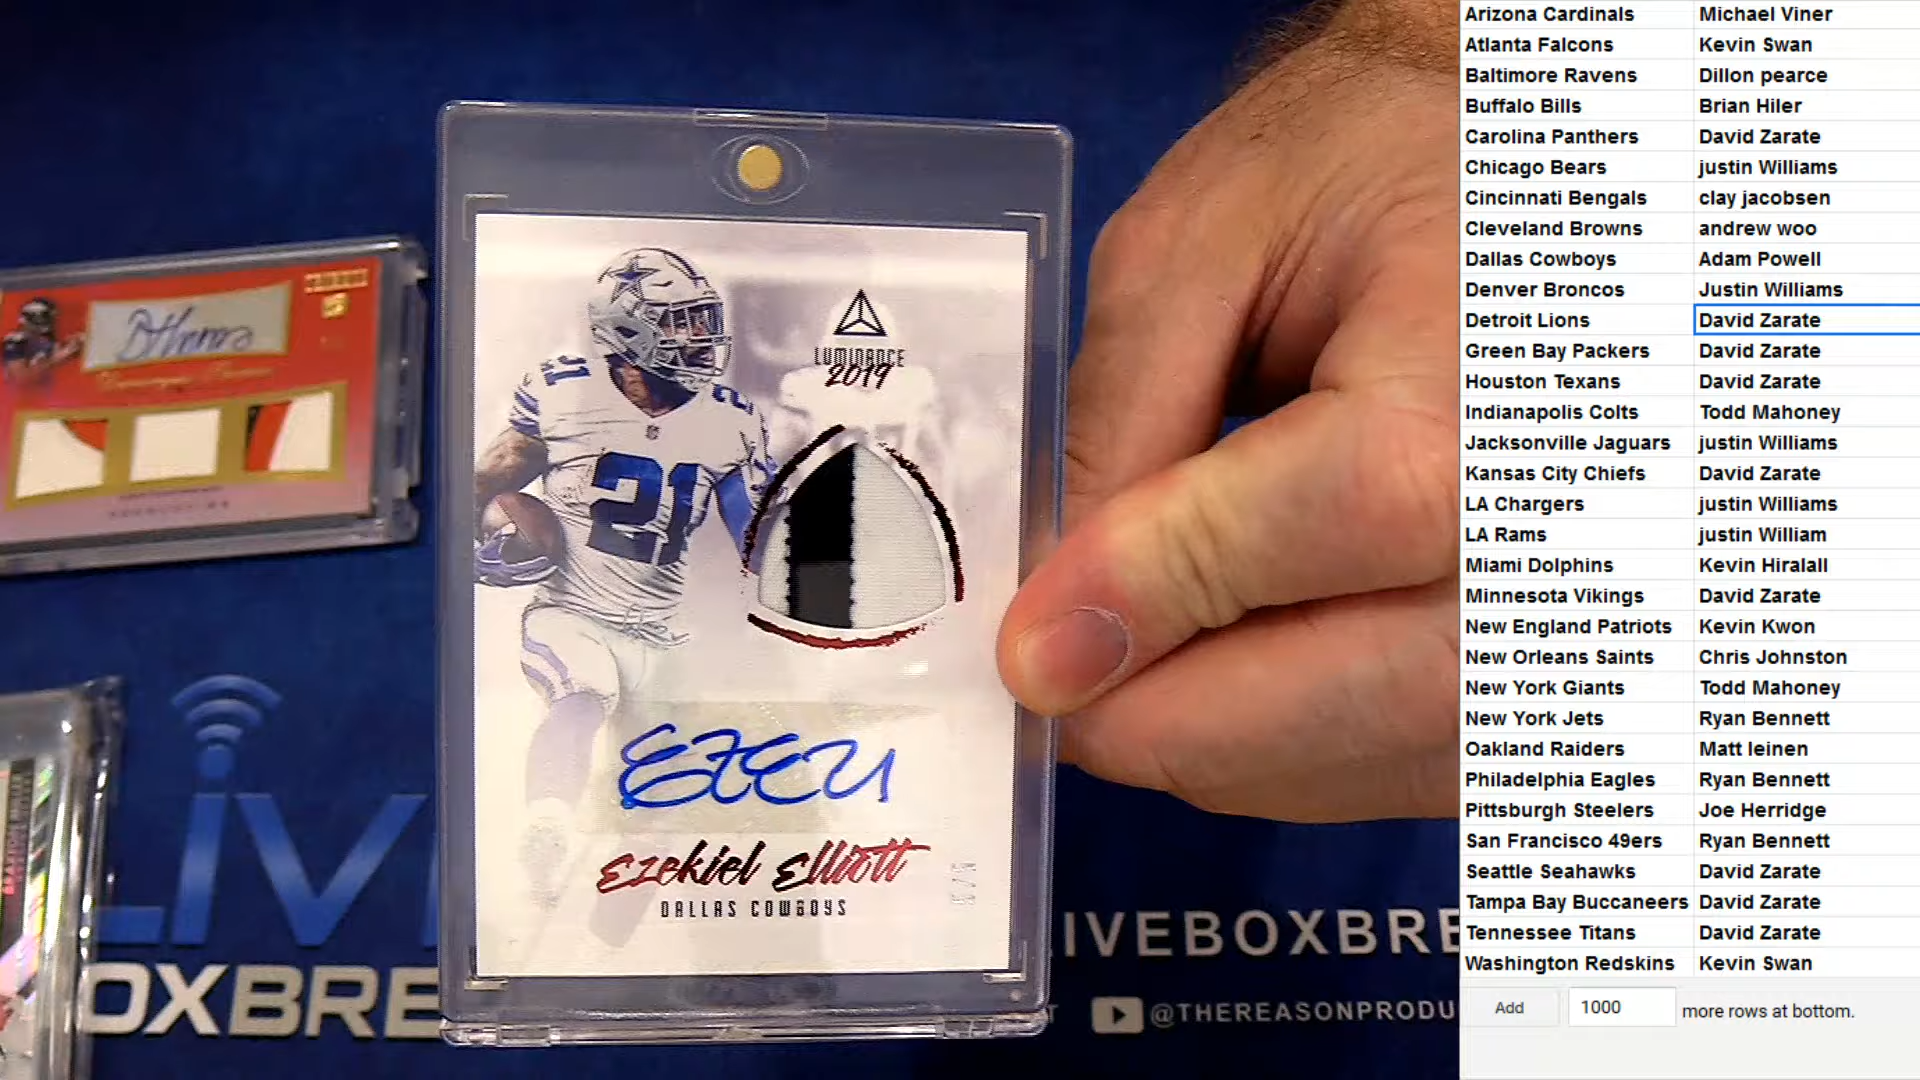 Arizona Cardinals Michael Viner
Atlanta Falcons Kevin Swan
Baltimore Ravens Dillon pearce
Buffalo Bills Brian Hiler
Carolina Panthers David Zarate
Chicago Bears justin Williams
Cincinnati Bengals clay jacobsen
Cleveland Browns andrew woo
Dallas Cowboys Adam Powell
Denver Broncos Justin Williams
Detroit Lions David Zarate
Green Bay Packers David Zarate
Houston Texans David Zarate
Indianapolis Colts Todd Mahoney
Jacksonville Jaguars justin Williams
Kansas City Chiefs David Zarate
LA Chargers justin Williams
LA Rams justin William
Miami Dolphins Kevin Hiralall
Minnesota Vikings David Zarate
New England Patriots Kevin Kwon
New Orleans Saints Chris Johnston
New York Giants Todd Mahoney
New York Jets Ryan Bennett
Oakland Raiders Matt leinen
Philadelphia Eagles Ryan Bennett
Pittsburgh Steelers Joe Herridge
San Francisco 49ers Ryan Bennett
Seattle Seahawks David Zarate
Tampa Bay Buccaneers David Zarate
Tennessee Titans David Zarate
Washington Redskins Kevin Swan
Add 1000 more rows at bottom.
LUMINANCE
2019
21
21
Ezekiel Elliott
DALLAS COWBOYS
LIV
OXBRE
IVEBOXBRE
@THEREASONPRODU